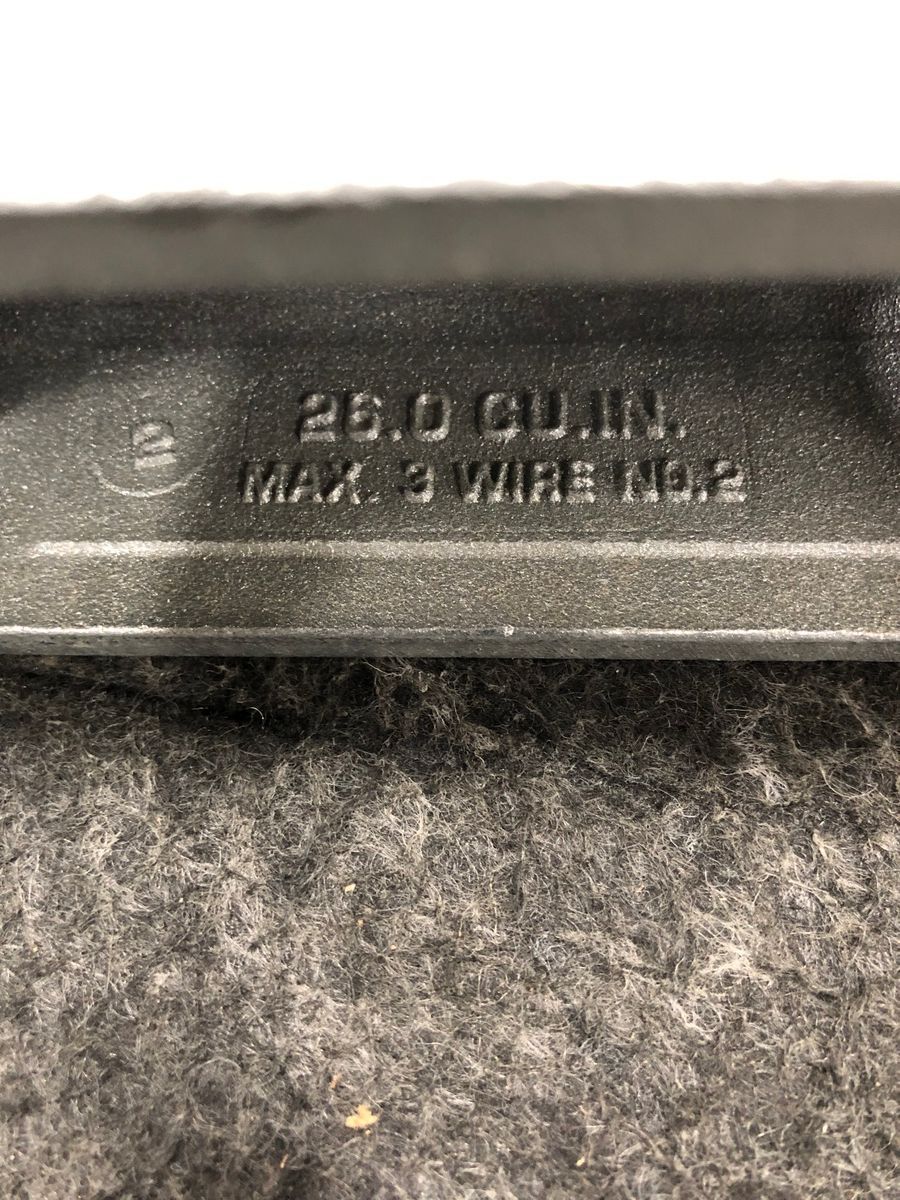 26.0 CU.IN.
2
MAX. 3 WIRE NO.2